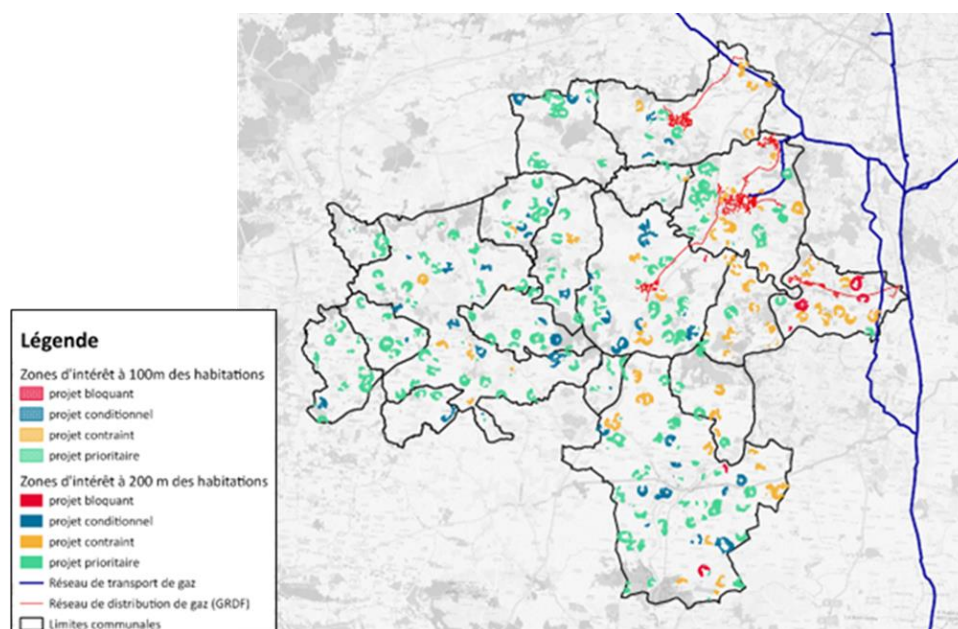 Légende
Zones d'intérêt à 100m des habitations
projet bloquant
projet conditionnel
projet contraint
projet prioritaire
Zones d'intérêt à 200 m des habitations
projet bloquant
projet conditionnel
projet contraint
projet prioritaire
Réseau de transport de gaz
Réseau de distribution de gaz (GRDF)
Limites communales